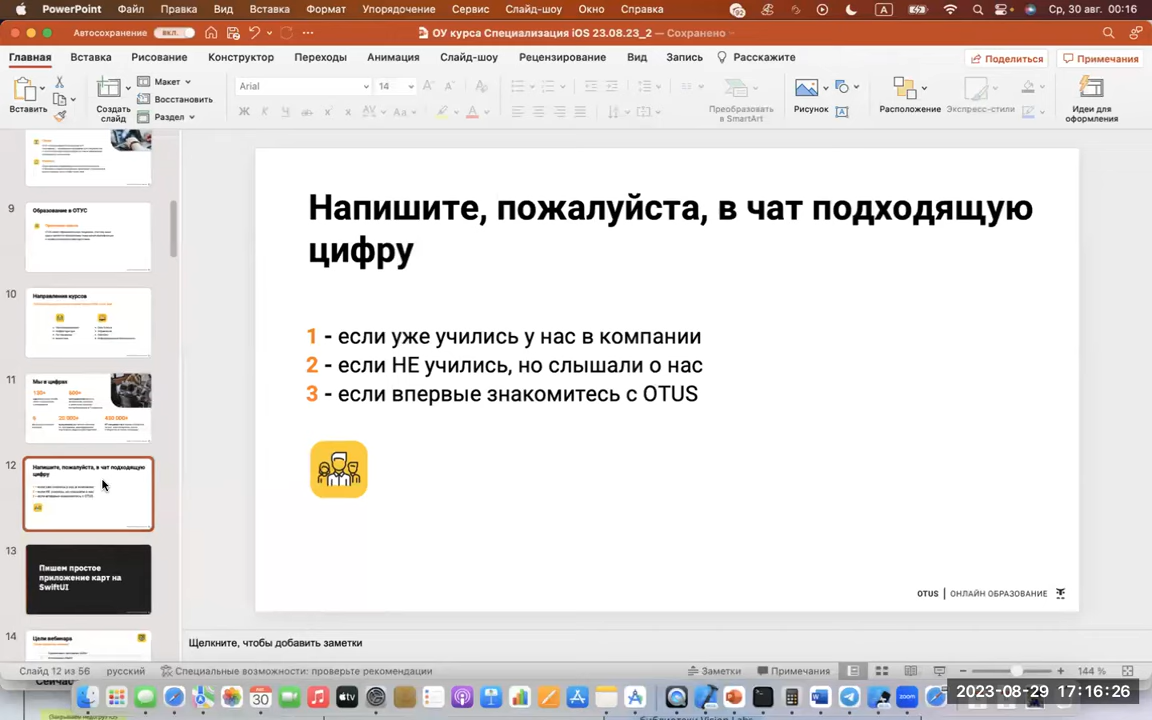 PowerPoint Файл Правка Вид Вставка Формат Упорядочение Сервис Слайд-шоу Окно Справка Ср, 30 авг. 00:16
Автосохранение ВКЛ. ОУ курса Специализация iOS 23.08.23_2 — Сохранено
Главная Вставка Рисование Конструктор Переходы Анимация Слайд-шоу Рецензирование Вид Запись Расскажите Поделиться Примечания
Вставить
Создать слайд
Макет
Восстановить
Раздел
Arial 14
Преобразовать в SmartArt
Рисунок
Расположение
Экспресс-стили
Идеи для оформления
9
Образование в ОТУС
10
Направления курсов
11
Мы в цифрах
12
Напишите, пожалуйста, в чат подходящую
цифру
13
Пишем простое
приложение карт на
SwiftUI
14
Цели вебинара
Напишите, пожалуйста, в чат подходящую
цифру
1 - если уже учились у нас в компании
2 - если НЕ учились, но слышали о нас
3 - если впервые знакомитесь с OTUS
OTUS | ОНЛАЙН ОБРАЗОВАНИЕ
Щелкните, чтобы добавить заметки
Слайд 12 из 56 русский Специальные возможности: проверьте рекомендации Заметки Примечания 144 %
2023-08-29 17:16:26